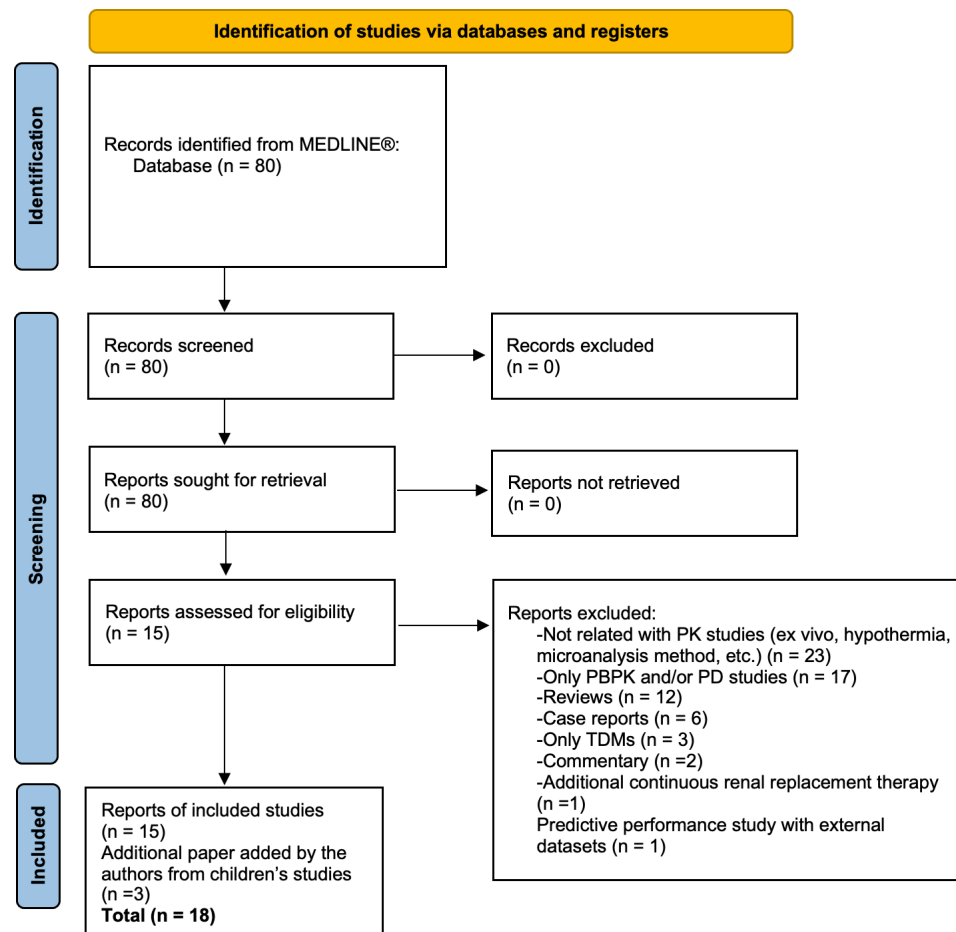 Identification of studies via databases and registers
Identification
Records identified from MEDLINE®:
Database (n = 80)
Screening
Records screened
(n = 80)
Records excluded
(n = 0)
Reports sought for retrieval
(n = 80)
Reports not retrieved
(n = 0)
Reports assessed for eligibility
(n = 15)
Reports excluded:
-Not related with PK studies (ex vivo, hypothermia,
microanalysis method, etc.) (n = 23)
-Only PBPK and/or PD studies (n = 17)
-Reviews (n = 12)
-Case reports (n = 6)
-Only TDMs (n = 3)
-Commentary (n =2)
-Additional continuous renal replacement therapy
(n =1)
Predictive performance study with external
datasets (n = 1)
Included
Reports of included studies
(n = 15)
Additional paper added by the
authors from children’s studies
(n =3)
Total (n = 18)